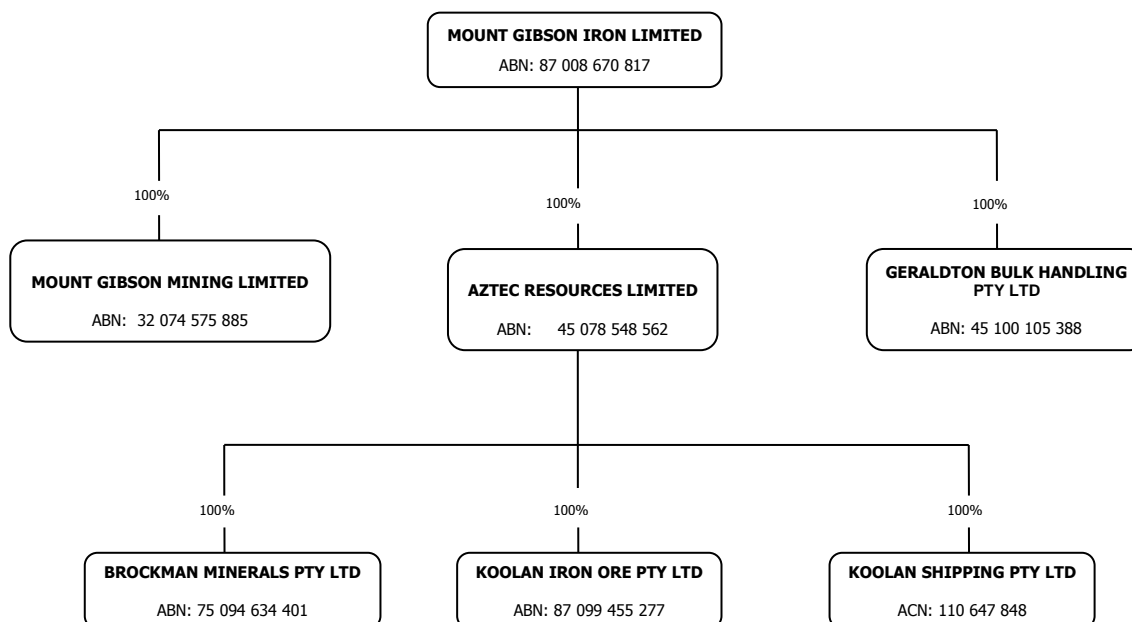 MOUNT GIBSON IRON LIMITED
ABN: 87 008 670 817
100%
100%
100%
MOUNT GIBSON MINING LIMITED
ABN: 32 074 575 885
AZTEC RESOURCES LIMITED
ABN: 45 078 548 562
GERALDTON BULK HANDLING
PTY LTD
ABN: 45 100 105 388
100%
100%
100%
BROCKMAN MINERALS PTY LTD
ABN: 75 094 634 401
KOOLAN IRON ORE PTY LTD
ABN: 87 099 455 277
KOOLAN SHIPPING PTY LTD
ACN: 110 647 848